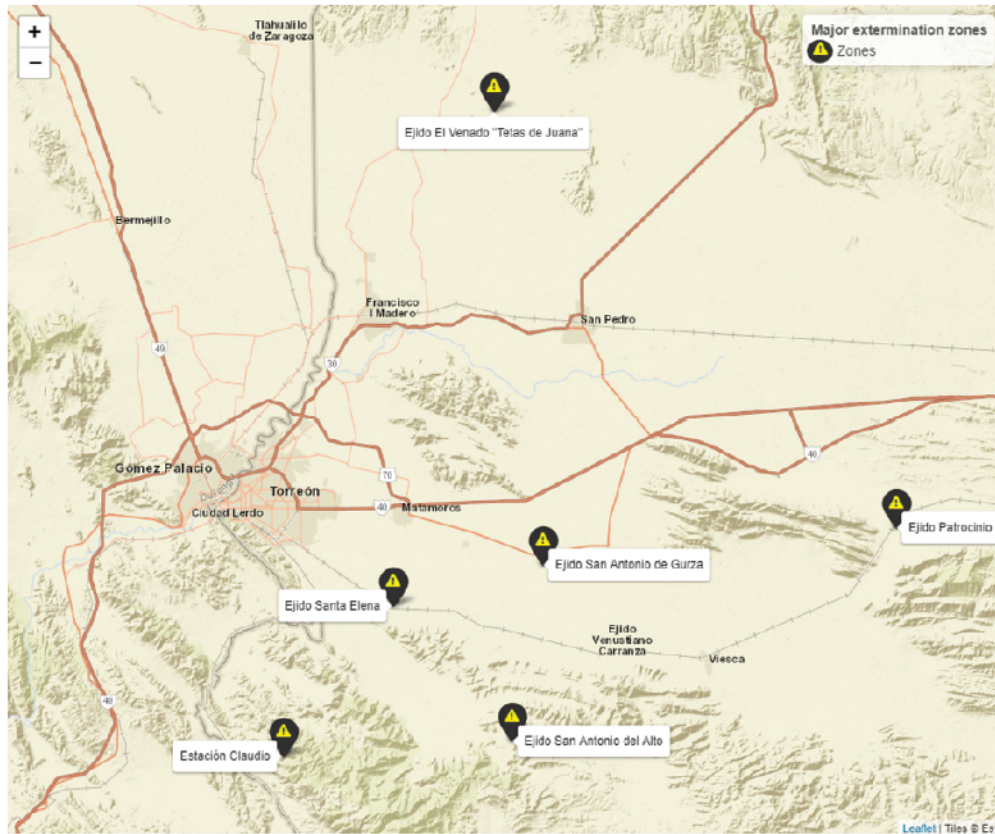 +
−
Tlahualilo
de Zaragoza
Major extermination zones
Zones
Ejido El Venado "Tetas de Juana"
Bermejillo
Francisco
I Madero
San Pedro
40
30
40
Gómez Palacio
Torreón
70
Ciudad Lerdo
40
Matamoros
Ejido Patrocinio
Ejido San Antonio de Gurza
Ejido Santa Elena
Ejido
Venustiano
Carranza
Viesca
40
Ejido San Antonio del Alto
Estación Claudio
Leaflet | Tiles © Es